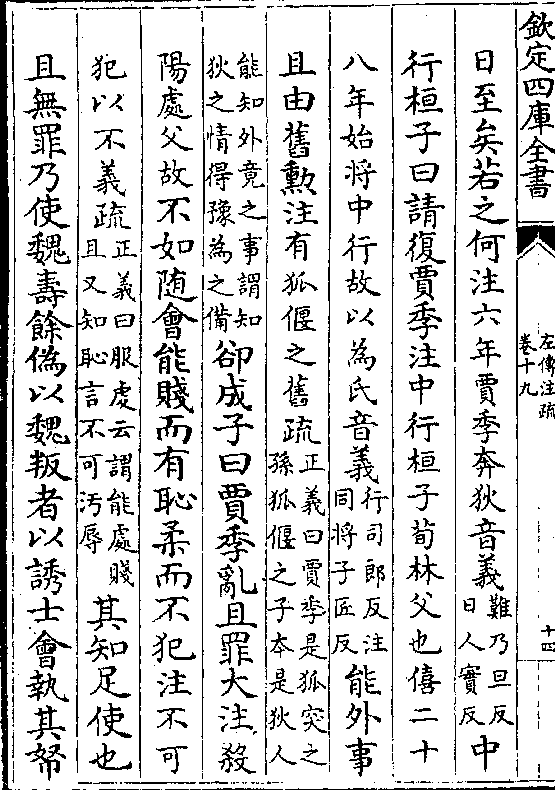 欽定四庫全書
左傳注疏
卷十九
十四
日至矣若之何注六年賈季奔狄音義難乃旦反日人實反中
行桓子曰請復賈季注中行桓子荀林父也僖二十
八年始將中行故以為氏音義行司郎反注同將子匠反能外事
且由舊勲注有狐偃之舊疏正義曰賈季是狐突之孫狐偃之子本是狄人
能知外竟之事謂知狄之情得豫為之備郤成子曰賈季亂且罪大注殺
陽處父故不如随會能賤而有恥柔而不犯注不可
犯以不義疏正義曰服虔云謂能處賤且又知恥言不可汚辱其知足使也
且無罪乃使魏壽餘偽以魏叛者以誘士會執其帑